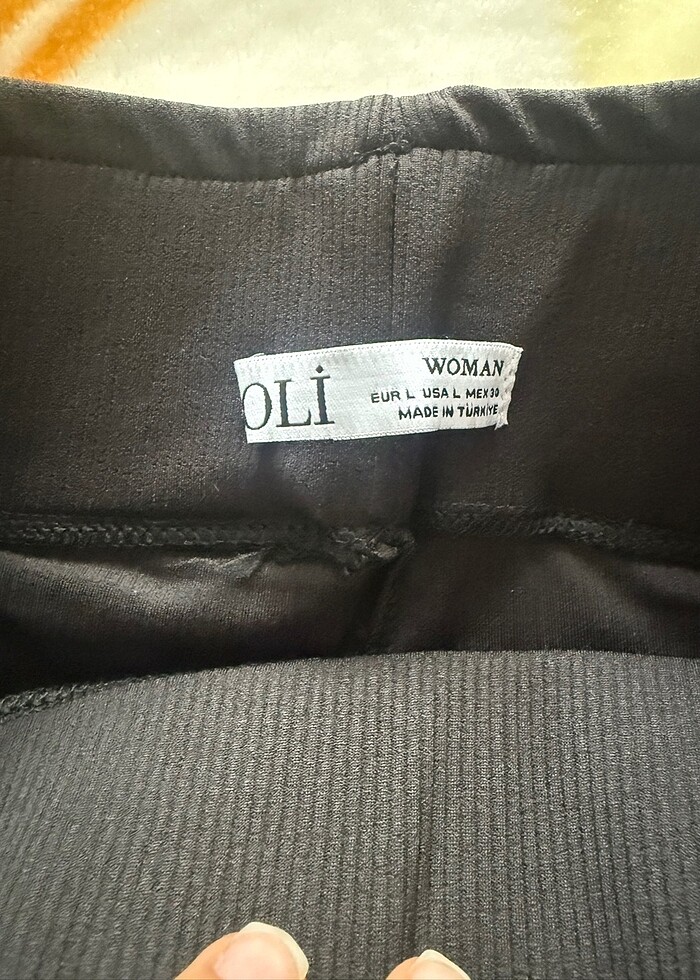 OLİ
WOMAN
EUR L USA L MEX 30
MADE IN TÜRKİYE